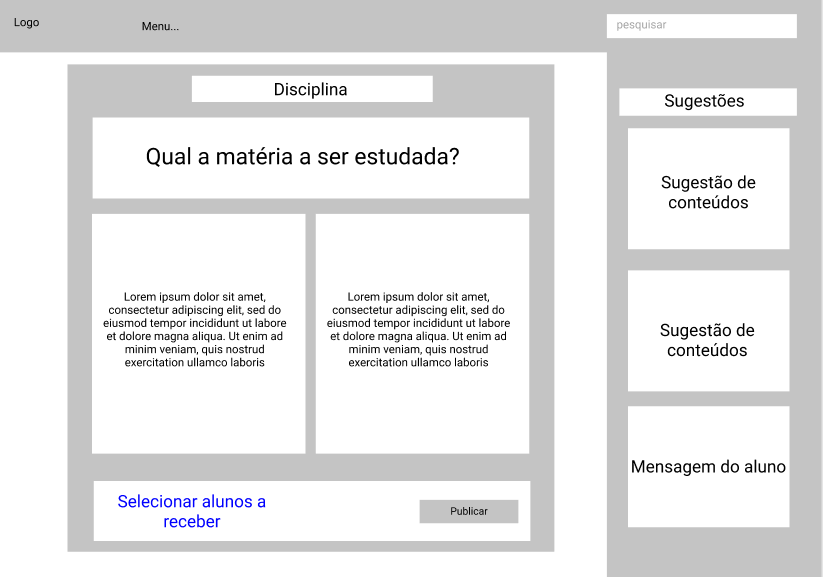 Logo
Menu...
pesquisar
Disciplina
Qual a matéria a ser estudada?
Lorem ipsum dolor sit amet,
consectetur adipiscing elit, sed do
eiusmod tempor incididunt ut labore
et dolore magna aliqua. Ut enim ad
minim veniam, quis nostrud
exercitation ullamco laboris
Lorem ipsum dolor sit amet,
consectetur adipiscing elit, sed do
eiusmod tempor incididunt ut labore
et dolore magna aliqua. Ut enim ad
minim veniam, quis nostrud
exercitation ullamco laboris
Selecionar alunos a
receber
Publicar
Sugestões
Sugestão de
conteúdos
Sugestão de
conteúdos
Mensagem do aluno